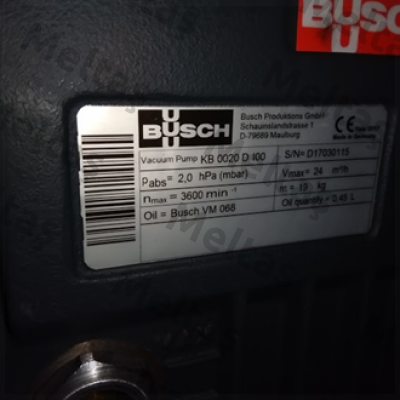 BUSCH
BUSCH
Busch Produktions GmbH
Schauinslandstrasse 1
D-79689 Maulburg
CE
Made in Germany
Vacuum Pump KB 0020 D I00
S/N= D17030115
pabs= 2,0 hPa (mbar)
Vmax= 24 m³/h
nmax= 3600 min⁻¹
m = 19 kg
Oil = Busch VM 068
Oil quantity = 0,45 L